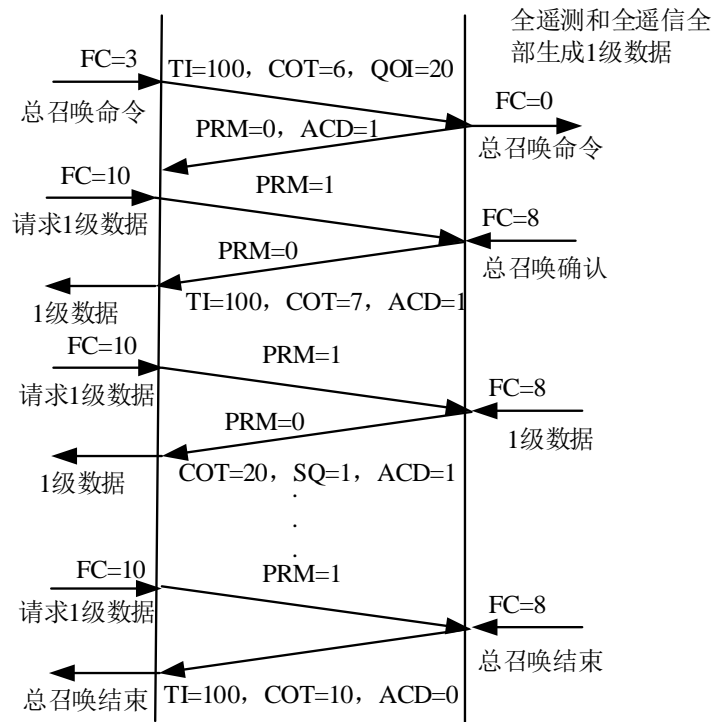 全遥测和全遥信全
部生成1级数据
FC=3
TI=100，COT=6，QOI=20
FC=0
总召唤命令
PRM=0，ACD=1
总召唤命令
FC=10
PRM=1
请求1级数据
FC=8
PRM=0
总召唤确认
1级数据
TI=100，COT=7，ACD=1
FC=10
PRM=1
请求1级数据
FC=8
PRM=0
1级数据
1级数据
COT=20，SQ=1，ACD=1
.
.
.
FC=10
PRM=1
请求1级数据
FC=8
总召唤结束
总召唤结束
TI=100，COT=10，ACD=0